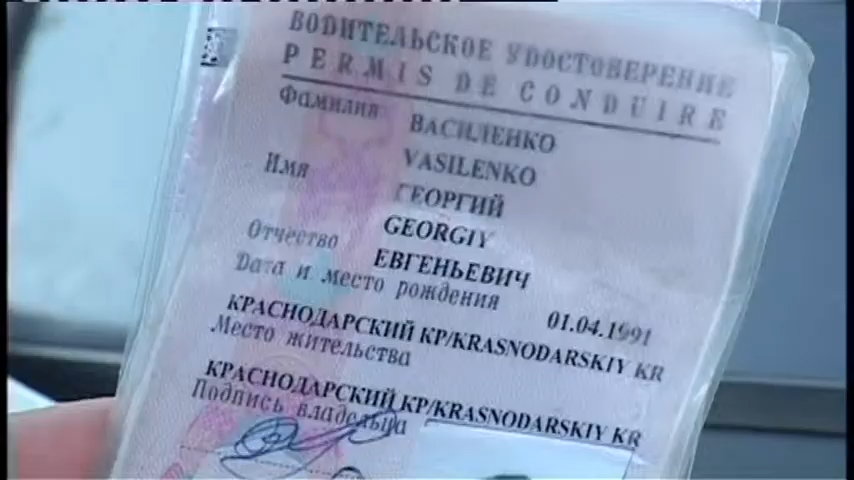 ВОДИТЕЛЬСКОЕ УДОСТОВЕРЕНИЕ
PERMIS DE CONDUIRE
Фамилия ВАСИЛЕНКО
VASILENKO
Имя ГЕОРГИЙ
GEORGIY
Отчество ЕВГЕНЬЕВИЧ
Дата и место рождения 01.04.1991
КРАСНОДАРСКИЙ КР/KRASNODARSKIY KR
Место жительства
КРАСНОДАРСКИЙ КР/KRASNODARSKIY KR
Подпись владельца